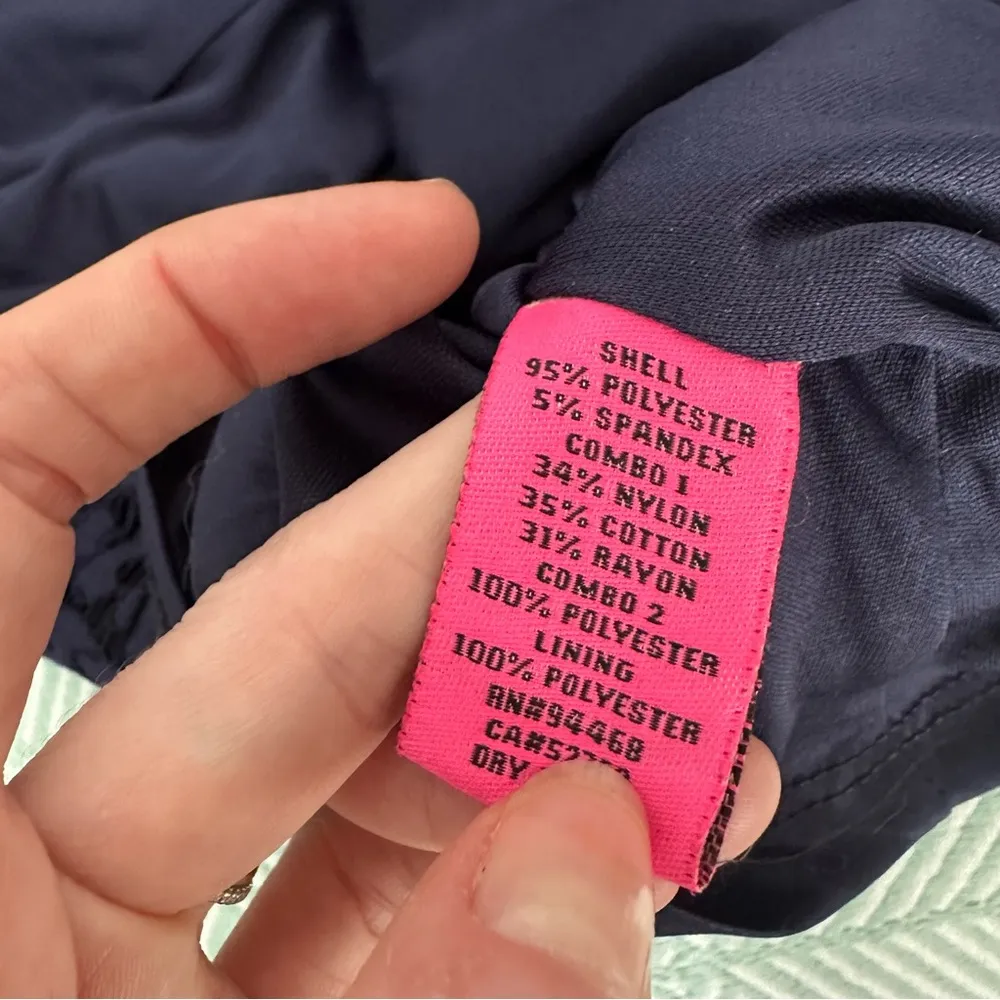 SHELL
95% POLYESTER
5% SPANDEX
COMBO 1
34% NYLON
35% COTTON
31% RAYON
COMBO 2
100% POLYESTER
LINING
100% POLYESTER
RN#94468
DRY